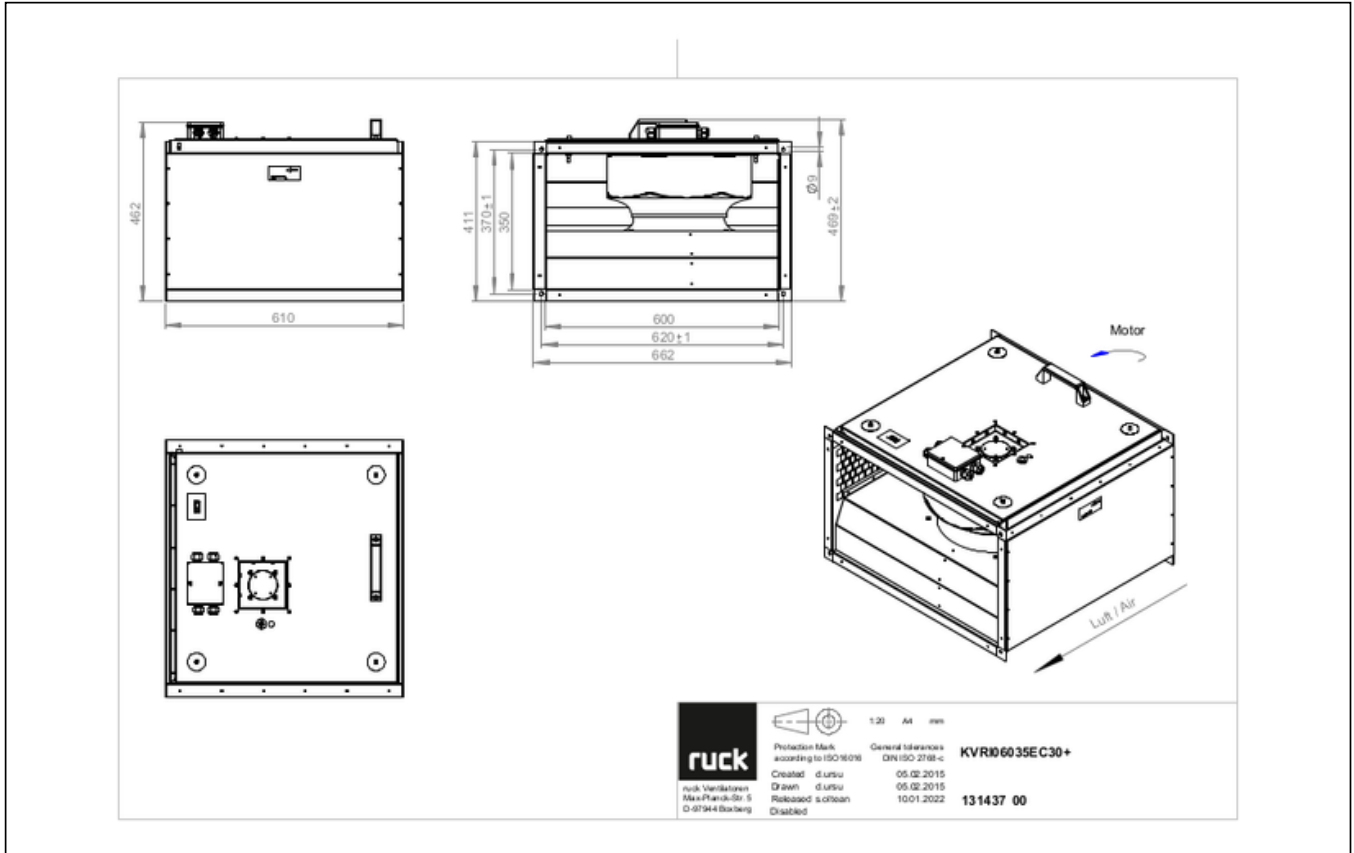 462
610
411
370±1
350
Ø9
469±2
600
620±1
662
Motor
Luft / Air
ruck
ruck Ventilatoren
Max-Planck-Str. 5
D-97944 Boxberg
1:20 A4 mm
Protection Mark
according to ISO16016
General tolerances
DIN ISO 2768-c
KVRI06035EC30+
Created d.ursu 05.02.2015
Drawn d.ursu 05.02.2015
Released s.oltean 10.01.2022
131437 00
Disabled